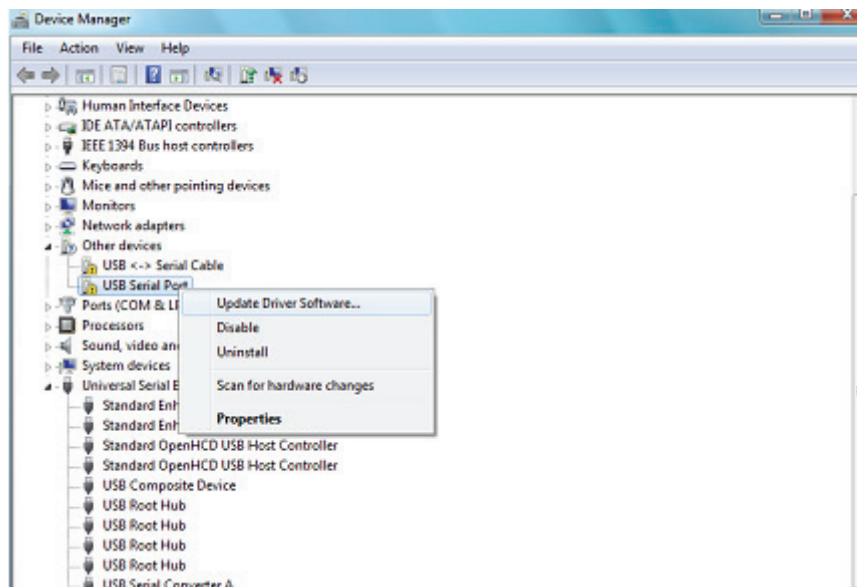 Device Manager
File Action View Help
Human Interface Devices
IDE ATA/ATAPI controllers
IEEE 1394 Bus host controllers
Keyboards
Mice and other pointing devices
Monitors
Network adapters
Other devices
USB <-> Serial Cable
USB Serial Port
Ports (COM & L
Processors
Sound, video an
System devices
Universal Serial
Standard Enh
Standard Enh
Standard OpenHCD USB Host Controller
Standard OpenHCD USB Host Controller
USB Composite Device
USB Root Hub
USB Root Hub
USB Root Hub
USB Root Hub
USB Serial Converter A
Update Driver Software...
Disable
Uninstall
Scan for hardware changes
Properties